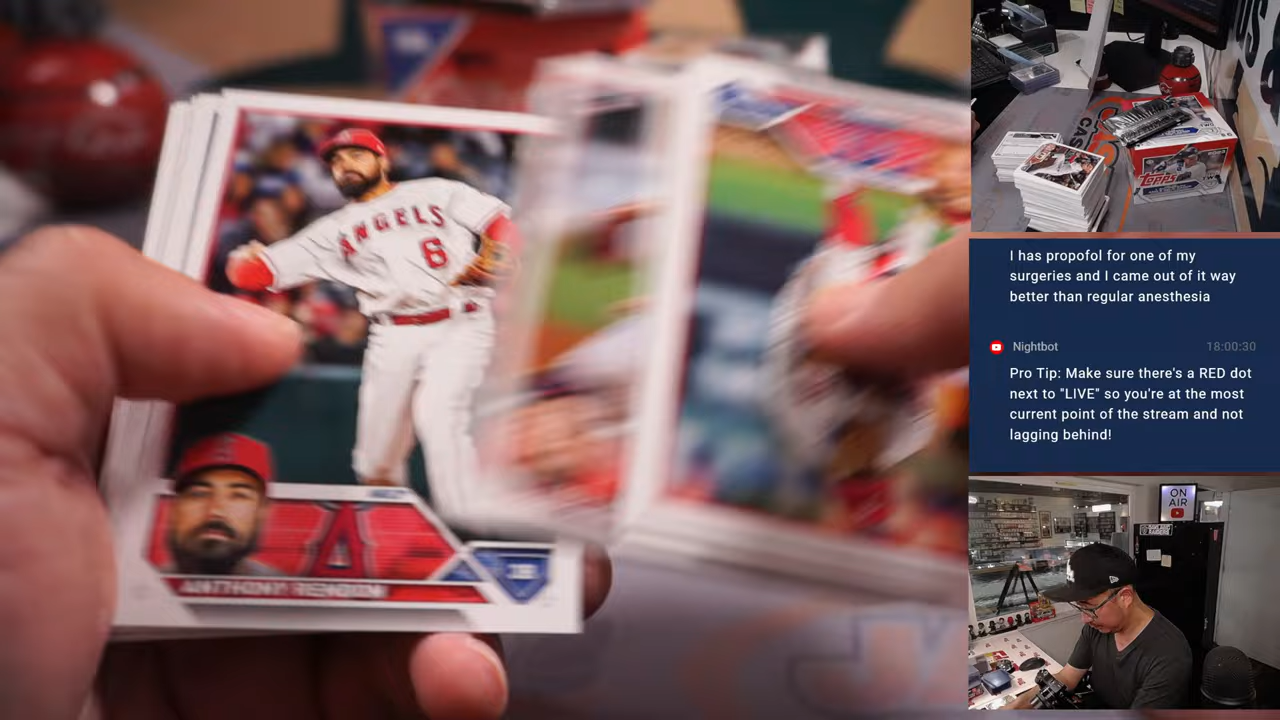 ANGELS
6
ANTHONY RENDON
3B
Topps
I has propofol for one of my
surgeries and I came out of it way
better than regular anesthesia
Nightbot
18:00:30
Pro Tip: Make sure there's a RED dot
next to "LIVE" so you're at the most
current point of the stream and not
lagging behind!
ON
AIR